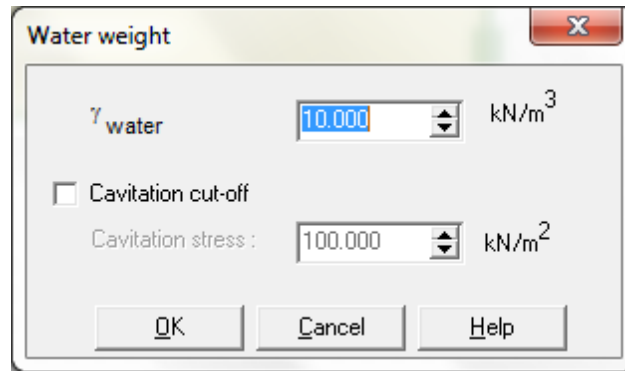 Water weight
γ water 10.000 kN/m³
Cavitation cut-off
Cavitation stress : 100.000 kN/m²
OK Cancel Help